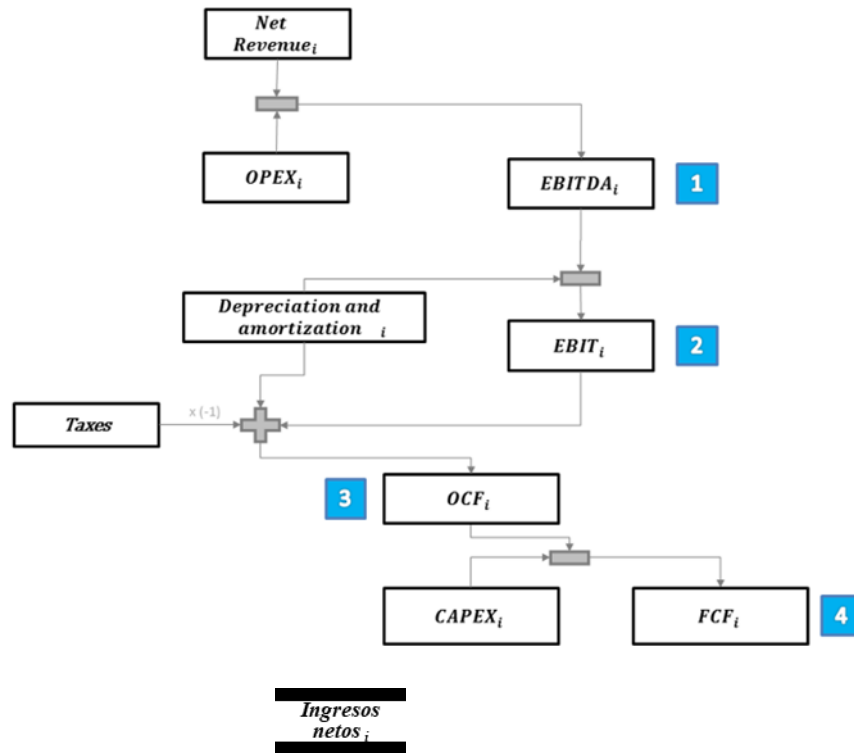 Net
Revenue i
OPEX i
EBITDA i
1
Depreciation and
amortization i
EBIT i
2
Taxes
x (-1)
3
OCF i
CAPEX i
FCF i
4
Ingresos
netos i